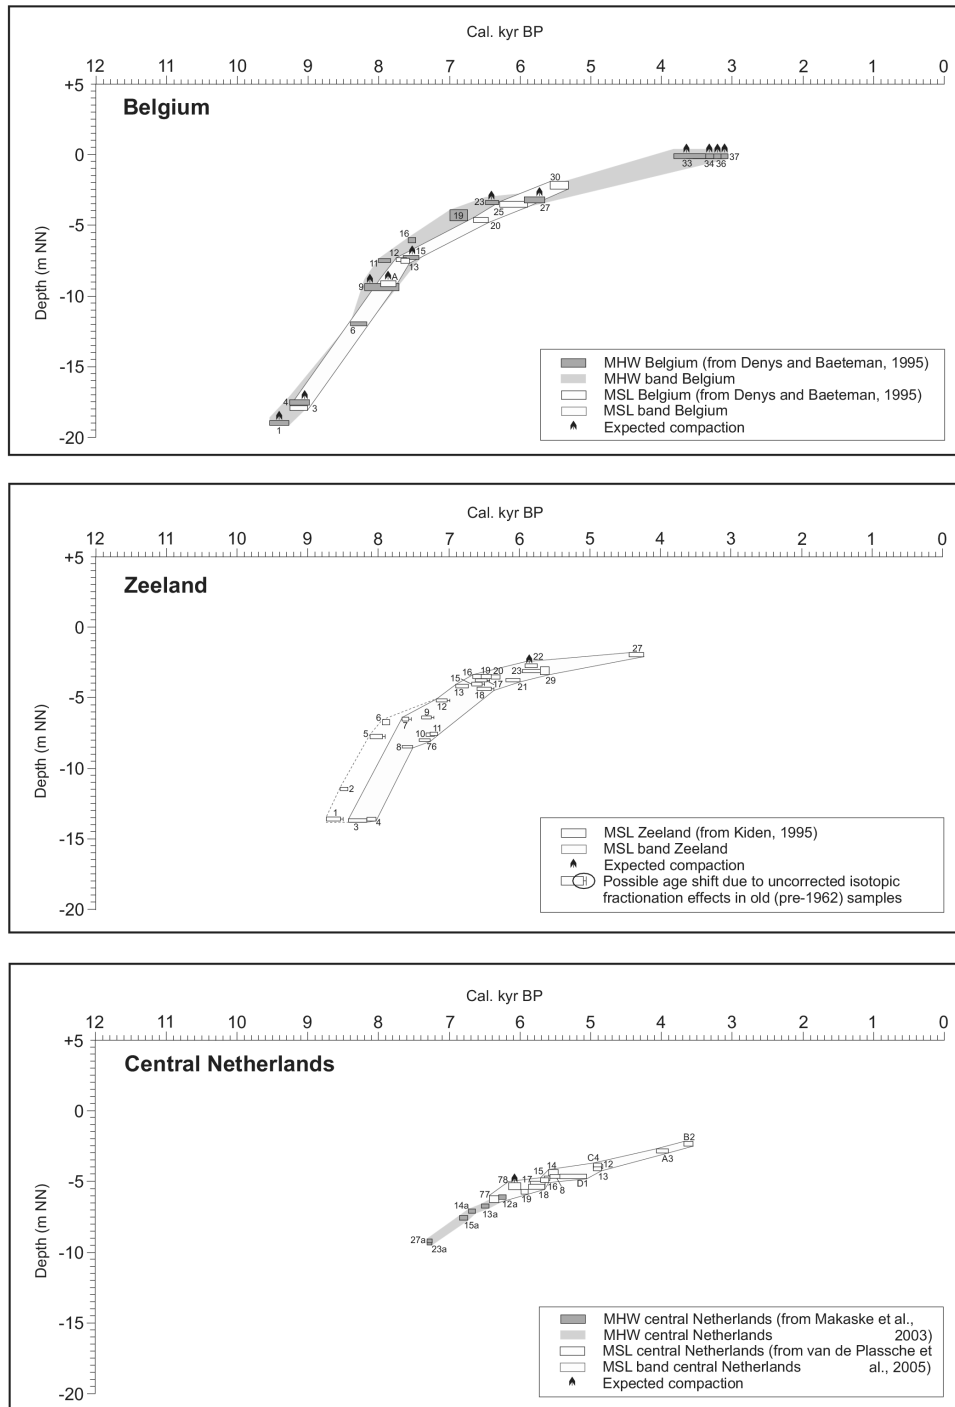 Cal. kyr BP
12 11 10 9 8 7 6 5 4 3 2 1 0
+5
Belgium
0
30
33 34 36 37
23
27
-5
19
25
20
16
12 15
11
13
Depth (m NN)
A
9
-10
6
-15
4
3
1
-20
MHW Belgium (from Denys and Baeteman, 1995)
MHW band Belgium
MSL Belgium (from Denys and Baeteman, 1995)
MSL band Belgium
Expected compaction
Cal. kyr BP
12 11 10 9 8 7 6 5 4 3 2 1 0
+5
Zeeland
0
22
27
16 19 20
23
15
17
29
13
18
21
-5
12
6
9
7
5
10 11
8
76
Depth (m NN)
-10
2
1
3 4
-15
-20
MSL Zeeland (from Kiden, 1995)
MSL band Zeeland
Expected compaction
Possible age shift due to uncorrected isotopic
fractionation effects in old (pre-1962) samples
Cal. kyr BP
12 11 10 9 8 7 6 5 4 3 2 1 0
+5
Central Netherlands
0
B2
C4
A3
14
12
15
13
78 17
-5
16 8 D1
77
18
19
12a
14a
13a
15a
27a
23a
Depth (m NN)
-10
-15
-20
MHW central Netherlands (from Makaske et al.,
MHW central Netherlands 2003)
MSL central Netherlands (from van de Plassche et
MSL band central Netherlands al., 2005)
Expected compaction